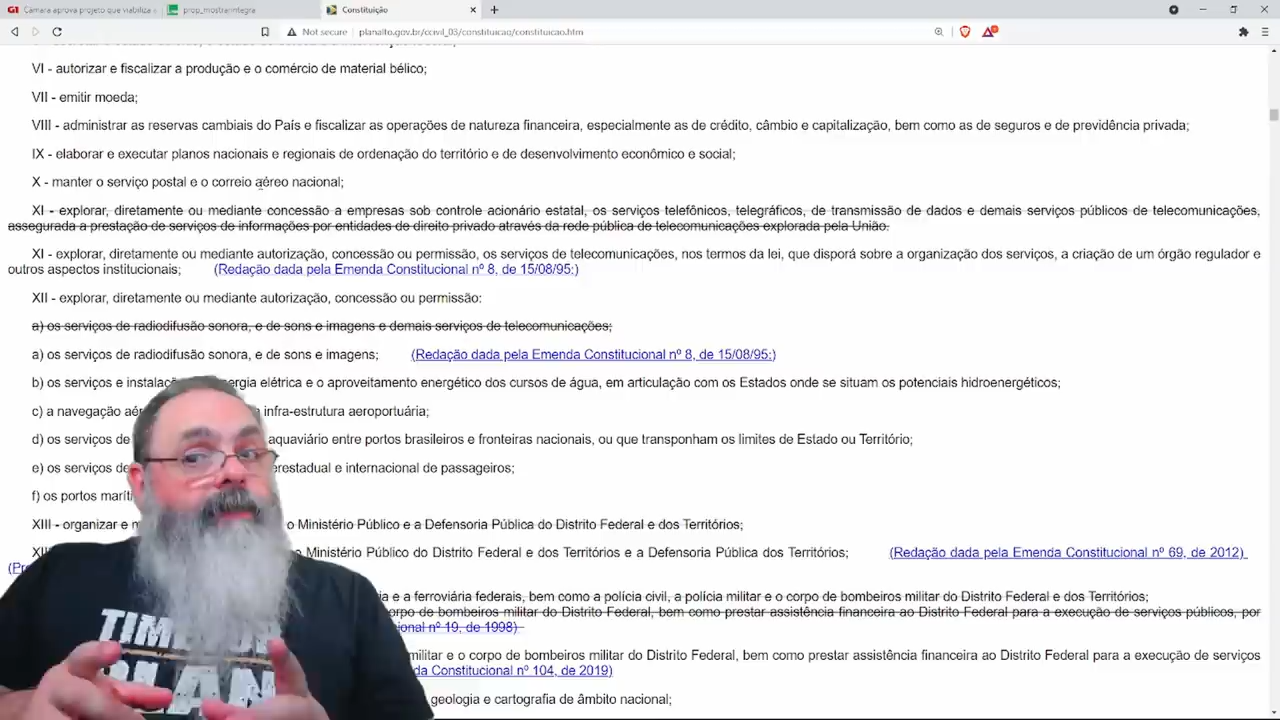 Câmara aprova projeto que viabiliza
prop_mostrarintegra
Constituição
Not secure
planalto.gov.br/ccivil_03/constituicao/constituicao.htm
VI - autorizar e fiscalizar a produção e o comércio de material bélico;
VII - emitir moeda;
VIII - administrar as reservas cambiais do País e fiscalizar as operações de natureza financeira, especialmente as de crédito, câmbio e capitalização, bem como as de seguros e de previdência privada;
IX - elaborar e executar planos nacionais e regionais de ordenação do território e de desenvolvimento econômico e social;
X - manter o serviço postal e o correio aéreo nacional;
XI - explorar, diretamente ou mediante concessão a empresas sob controle acionário estatal, os serviços telefônicos, telegráficos, de transmissão de dados e demais serviços públicos de telecomunicações,
assegurada a prestação de serviços de informações por entidades de direito privado através da rede pública de telecomunicações explorada pela União.
XI - explorar, diretamente ou mediante autorização, concessão ou permissão, os serviços de telecomunicações, nos termos da lei, que disporá sobre a organização dos serviços, a criação de um órgão regulador e
outros aspectos institucionais; (Redação dada pela Emenda Constitucional nº 8, de 15/08/95:)
XII - explorar, diretamente ou mediante autorização, concessão ou permissão:
a) os serviços de radiodifusão sonora, e de sons e imagens e demais serviços de telecomunicações;
a) os serviços de radiodifusão sonora, e de sons e imagens; (Redação dada pela Emenda Constitucional nº 8, de 15/08/95:)
b) os serviços e energia elétrica e o aproveitamento energético dos cursos de água, em articulação com os Estados onde se situam os potenciais hidroenergéticos;
c) a navegação infra-estrutura aeroportuária;
d) os serviços de aquaviário entre portos brasileiros e fronteiras nacionais, ou que transponham os limites de Estado ou Território;
e) os serviços de internacional de passageiros;
f) os portos
XIII - organizar e o Ministério Público e a Defensoria Pública do Distrito Federal e dos Territórios;
o Ministério Público do Distrito Federal e dos Territórios e a Defensoria Pública dos Territórios; (Redação dada pela Emenda Constitucional nº 69, de 2012)
e a ferroviária federais, bem como a polícia civil, a polícia militar e o corpo de bombeiros militar do Distrito Federal e dos Territórios;
corpo de bombeiros militar do Distrito Federal, bem como prestar assistência financeira ao Distrito Federal para a execução de serviços públicos, por
nº 19, de 1998)
militar e o corpo de bombeiros militar do Distrito Federal, bem como prestar assistência financeira ao Distrito Federal para a execução de serviços
Constitucional nº 104, de 2019)
geologia e cartografia de âmbito nacional;